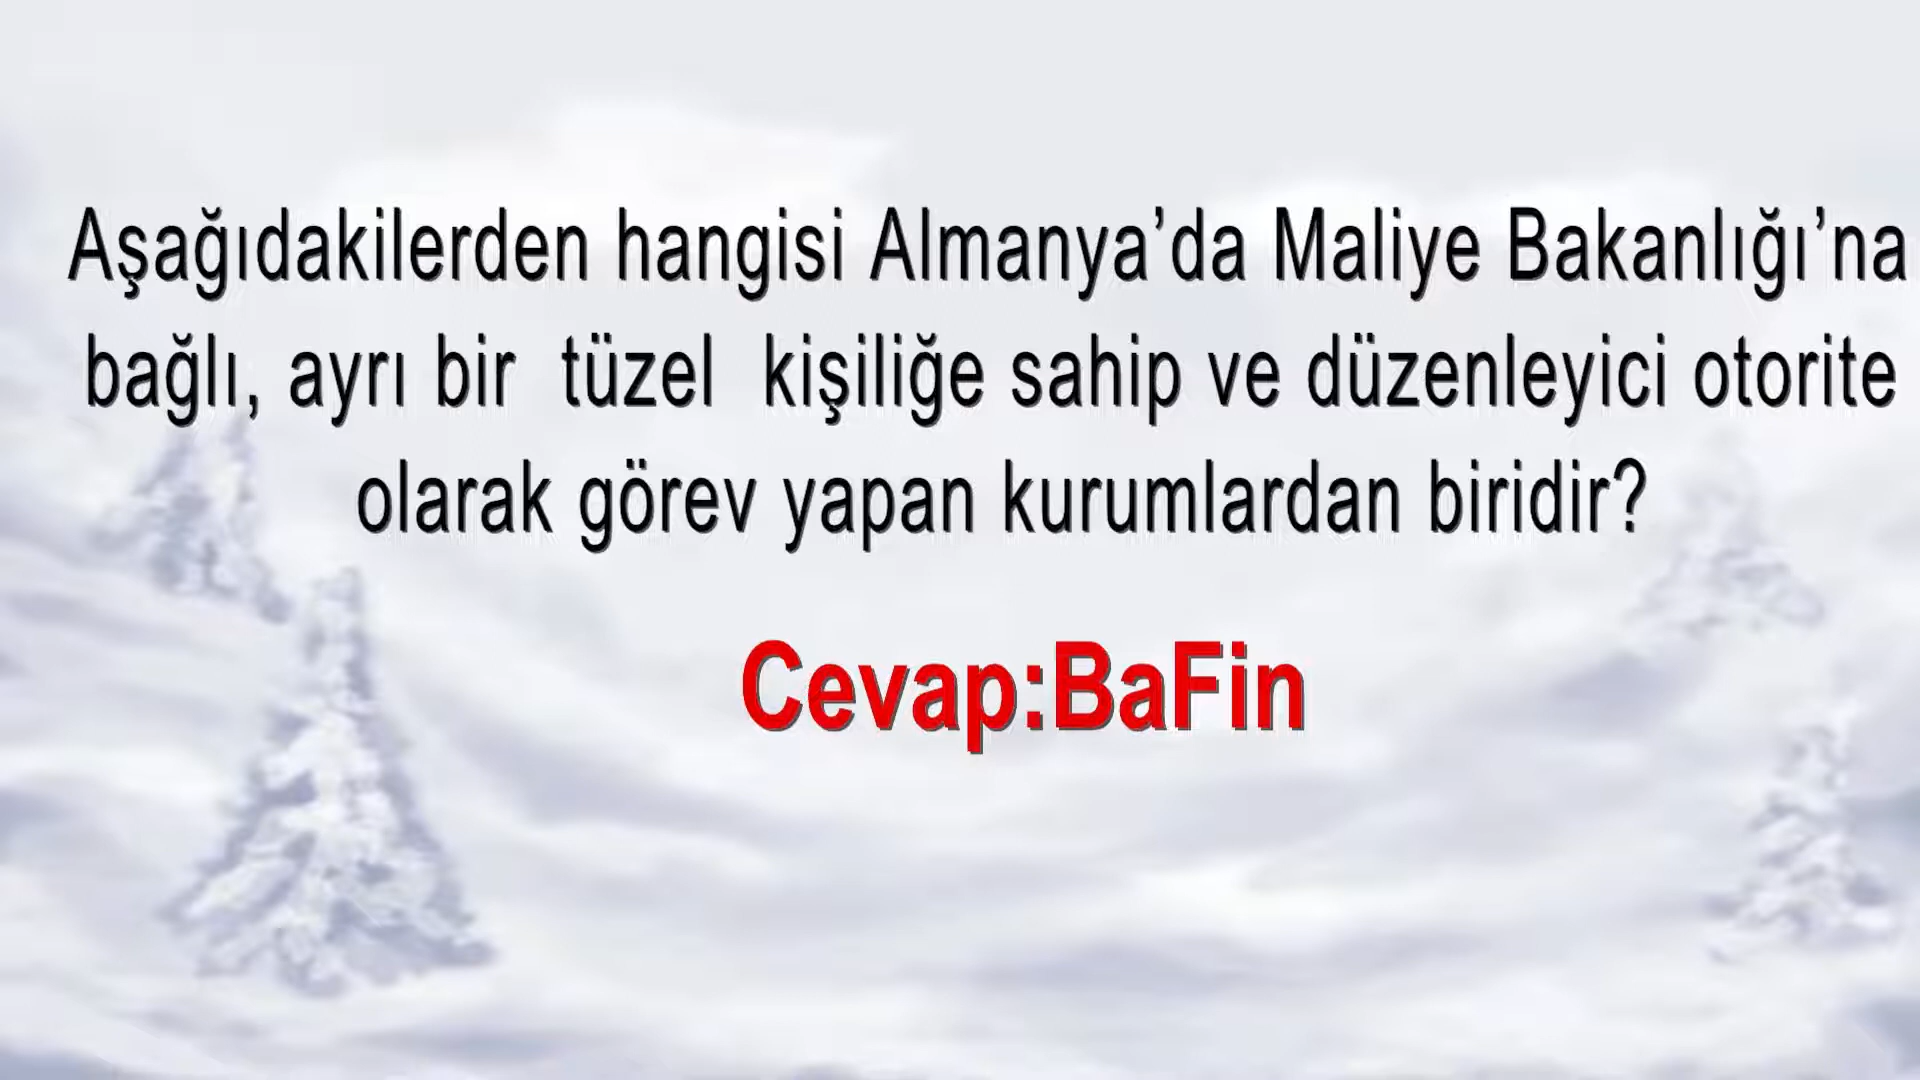 Aşağıdakilerden hangisi Almanya’da Maliye Bakanlığı’na
bağlı, ayrı bir tüzel kişiliğe sahip ve düzenleyici otorite
olarak görev yapan kurumlardan biridir?
Cevap:BaFin